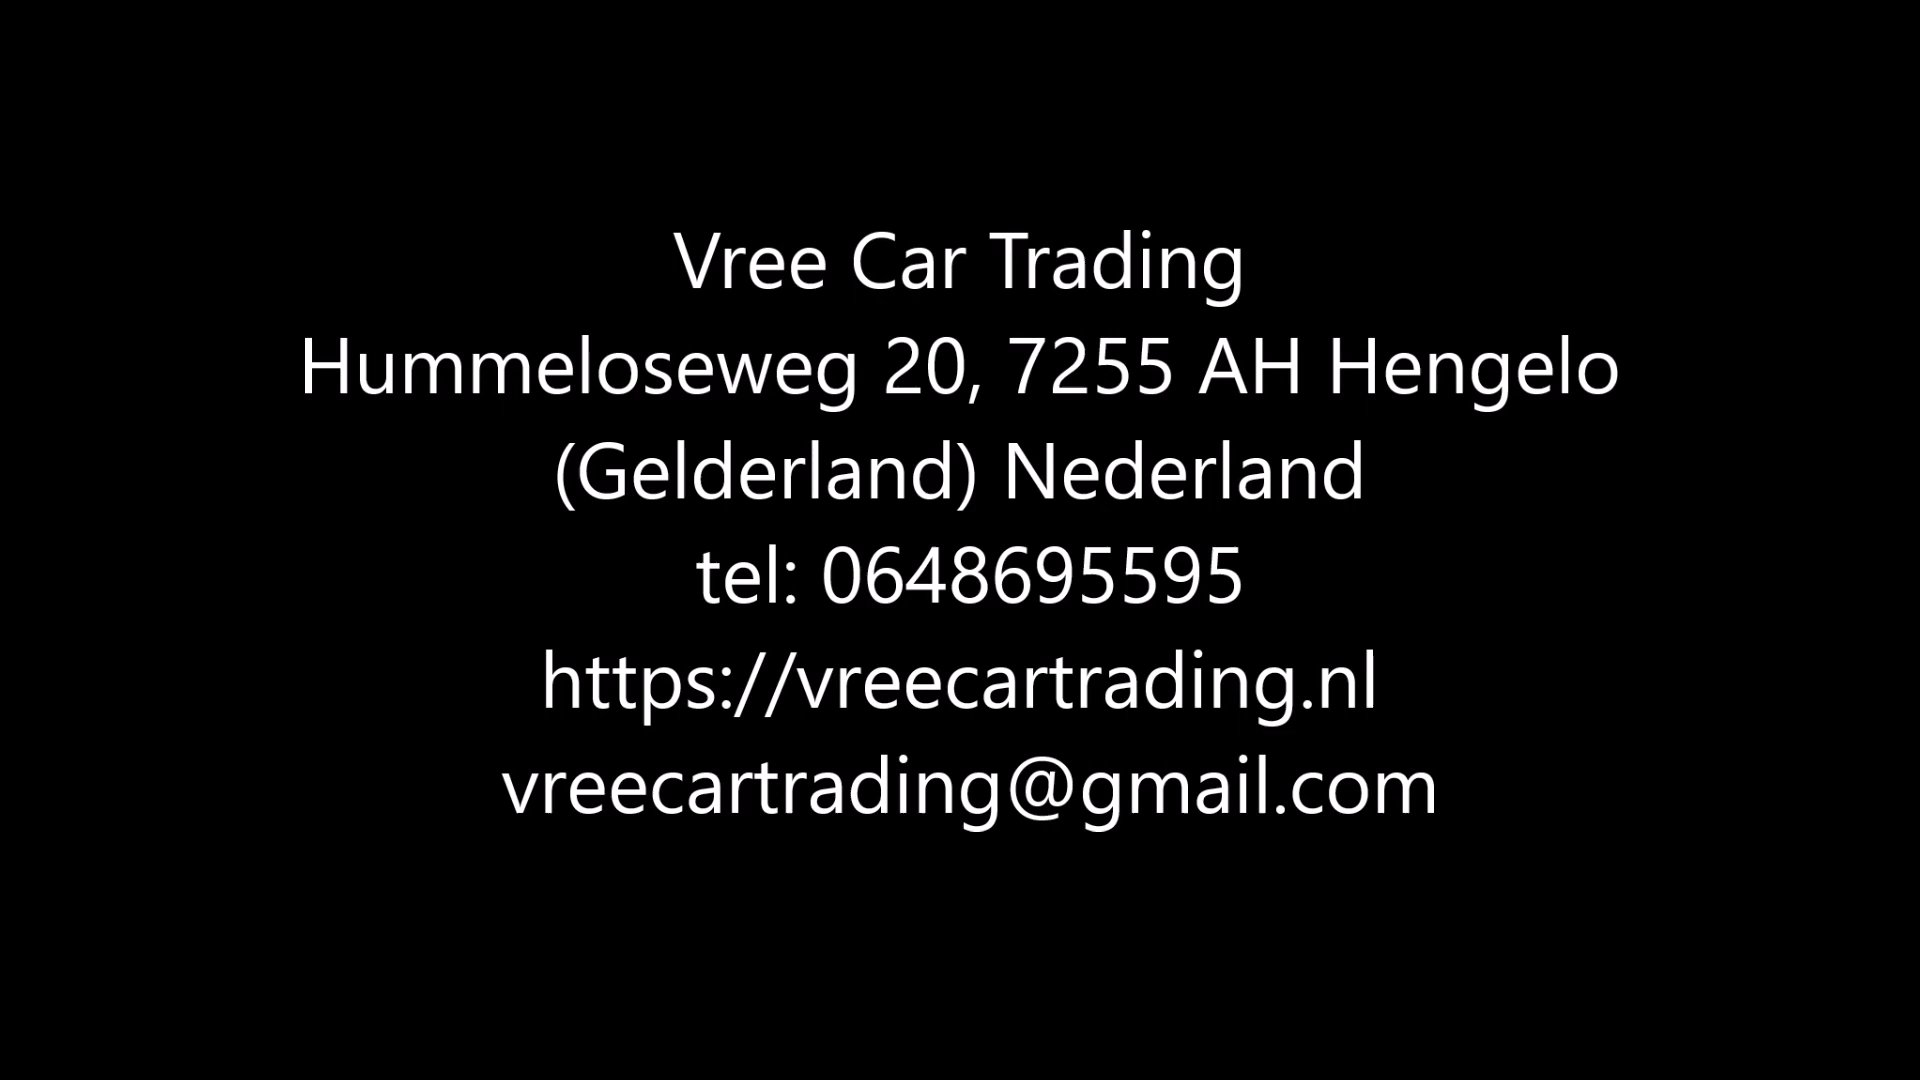 Vree Car Trading
Hummeloseweg 20, 7255 AH Hengelo
(Gelderland) Nederland
tel: 0648695595
https://vreecartrading.nl
vreecartrading@gmail.com